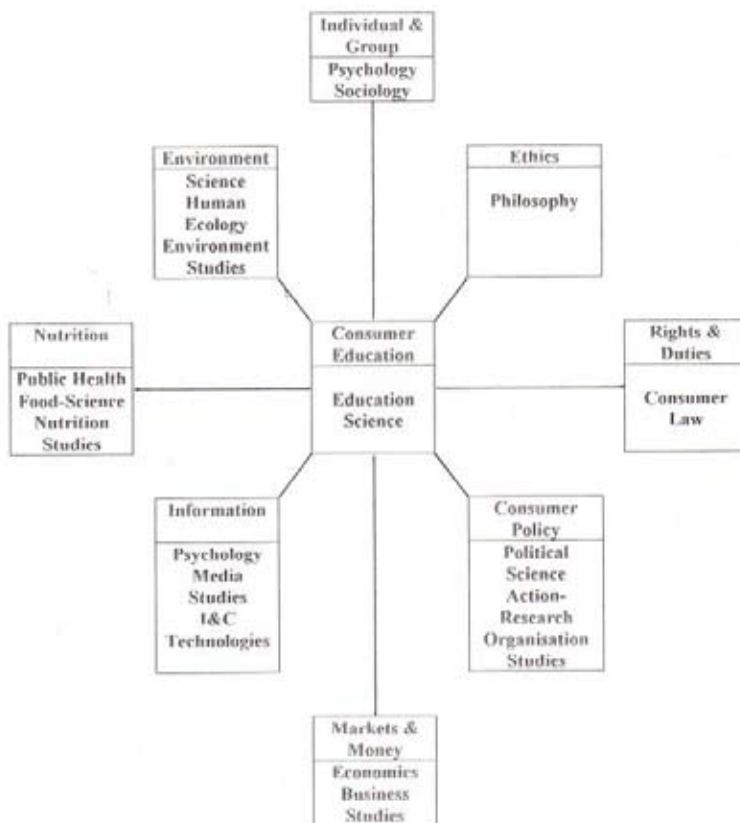 Individual &
Group
Psychology
Sociology
Environment
Science
Human
Ecology
Environment
Studies
Ethics
Philosophy
Nutrition
Public Health
Food-Science
Nutrition
Studies
Consumer
Education
Education
Science
Rights &
Duties
Consumer
Law
Information
Psychology
Media
Studies
I&C
Technologies
Consumer
Policy
Political
Science
Action-
Research
Organisation
Studies
Markets &
Money
Economics
Business
Studies